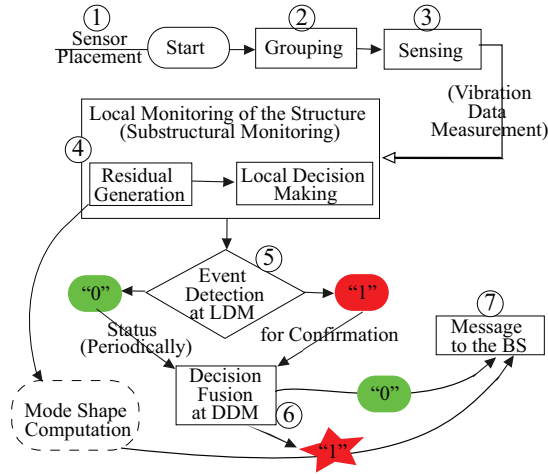 1
Sensor
Placement
Start
2
Grouping
3
Sensing
(Vibration
Data
Measurement)
Local Monitoring of the Structure
(Substructural Monitoring)
4
Residual
Generation
Local Decision
Making
5
Event
Detection
at LDM
“0”
“1”
Status
(Periodically)
for Confirmation
7
Message
to the BS
Decision
Fusion
at DDM
6
“0”
Mode Shape
Computation
“1”